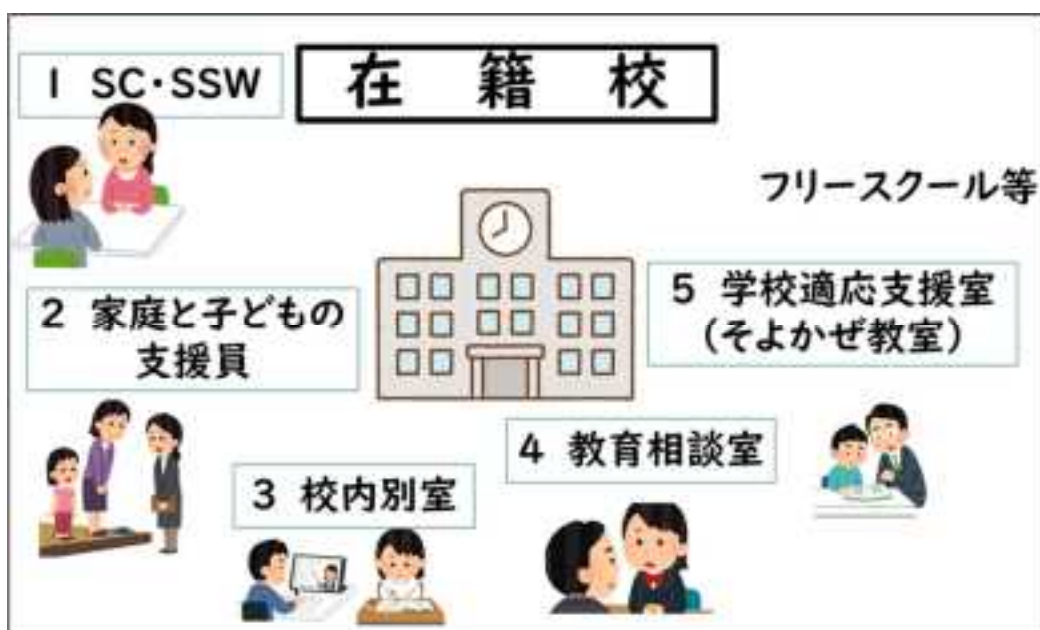 在籍校
1 SC・SSW
フリースクール等
2 家庭と子どもの
支援員
5 学校適応支援室
(そよかぜ教室)
4 教育相談室
3 校内別室